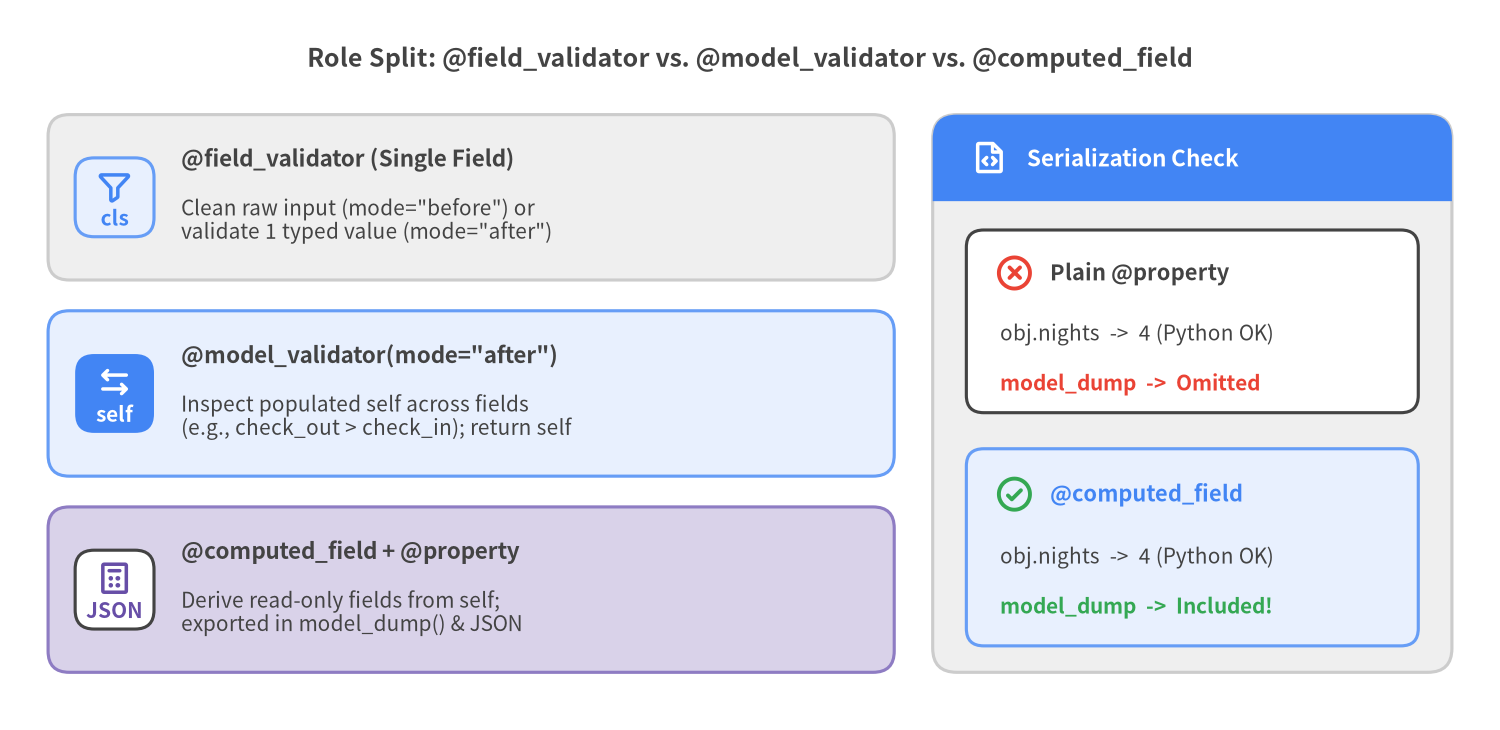 Role Split: @field_validator vs. @model_validator vs. @computed_field
@field_validator (Single Field)
cls
Clean raw input (mode="before") or
validate 1 typed value (mode="after")
@model_validator(mode="after")
self
Inspect populated self across fields
(e.g., check_out > check_in); return self
@computed_field + @property
JSON
Derive read-only fields from self;
exported in model_dump() & JSON
Serialization Check
Plain @property
obj.nights -> 4 (Python OK)
model_dump -> Omitted
@computed_field
obj.nights -> 4 (Python OK)
model_dump -> Included!